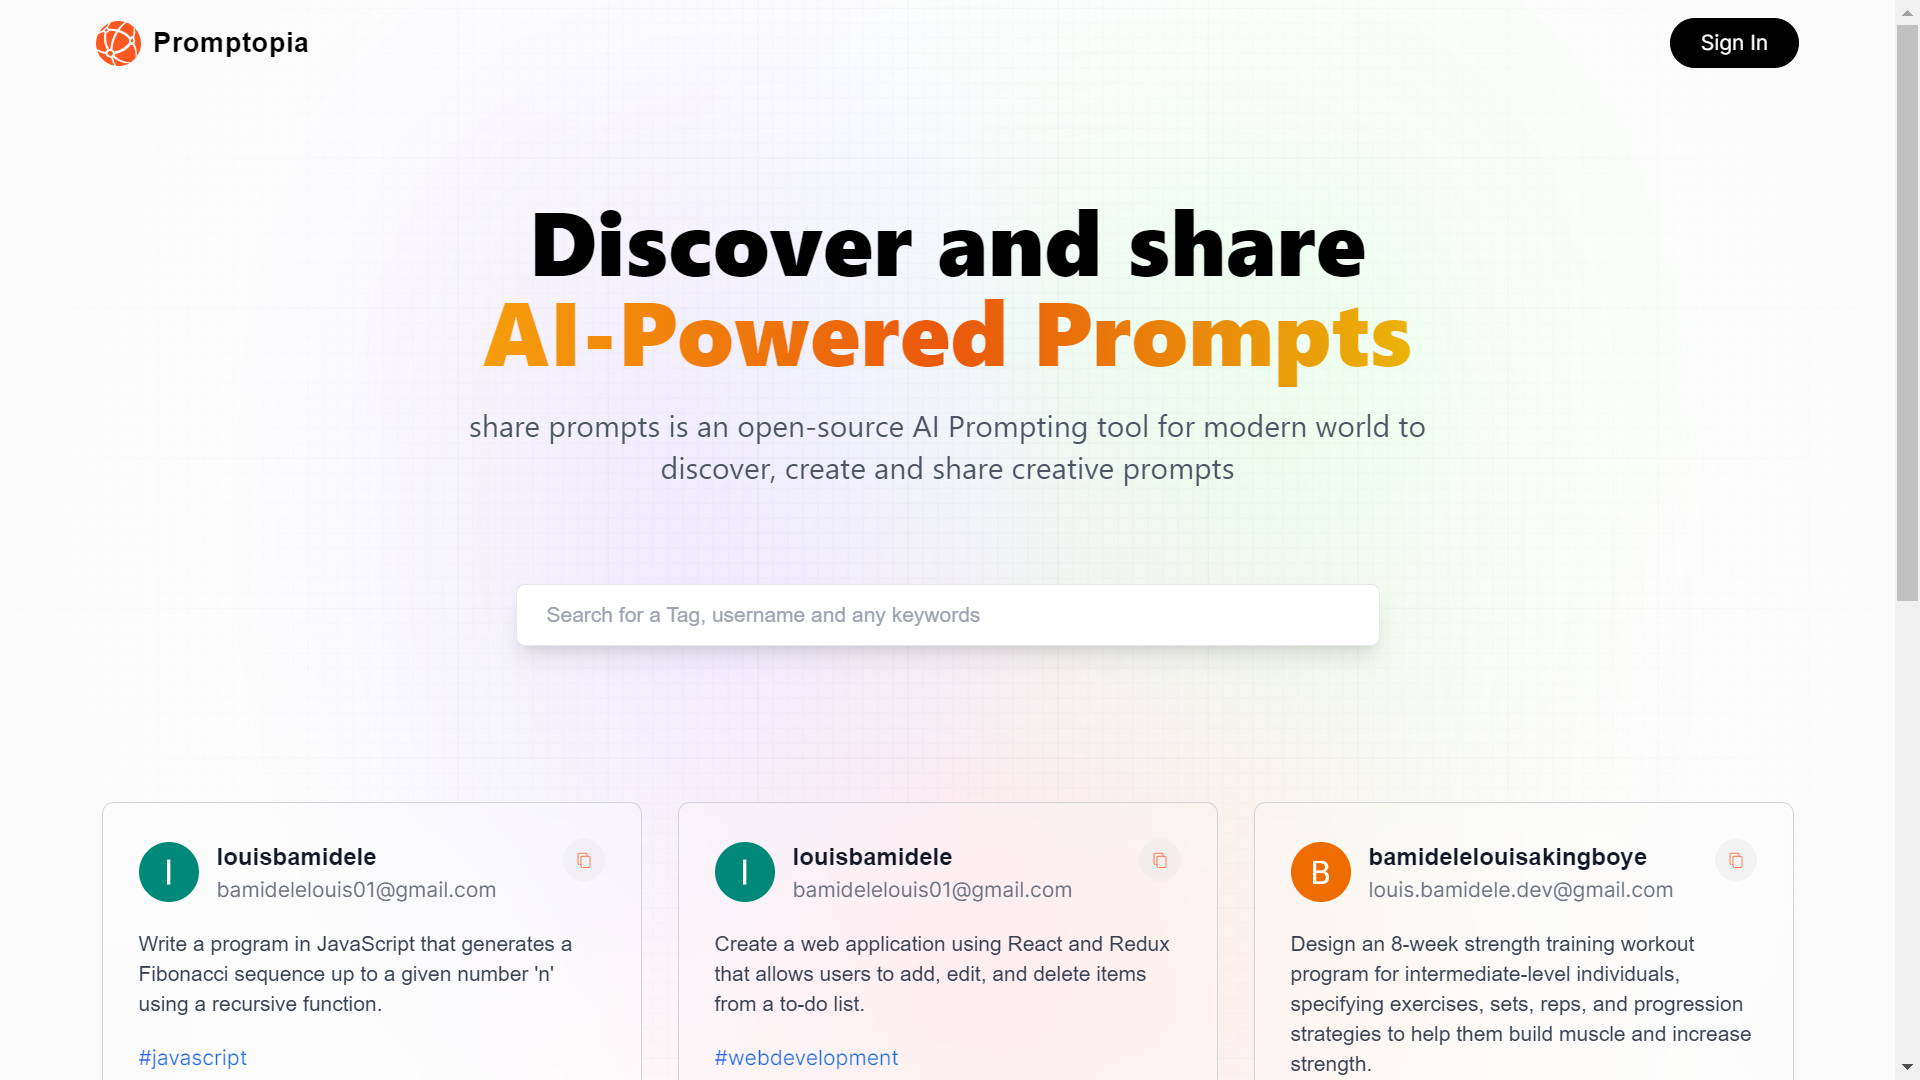 Promptopia
Sign In
Discover and share
AI-Powered Prompts
share prompts is an open-source AI Prompting tool for modern world to
discover, create and share creative prompts
Search for a Tag, username and any keywords
louisbamidele
bamidelelouis01@gmail.com
Write a program in JavaScript that generates a
Fibonacci sequence up to a given number 'n'
using a recursive function.
#javascript
louisbamidele
bamidelelouis01@gmail.com
Create a web application using React and Redux
that allows users to add, edit, and delete items
from a to-do list.
#webdevelopment
bamidelelouisakingboye
louis.bamidele.dev@gmail.com
Design an 8-week strength training workout
program for intermediate-level individuals,
specifying exercises, sets, reps, and progression
strategies to help them build muscle and increase
strength.